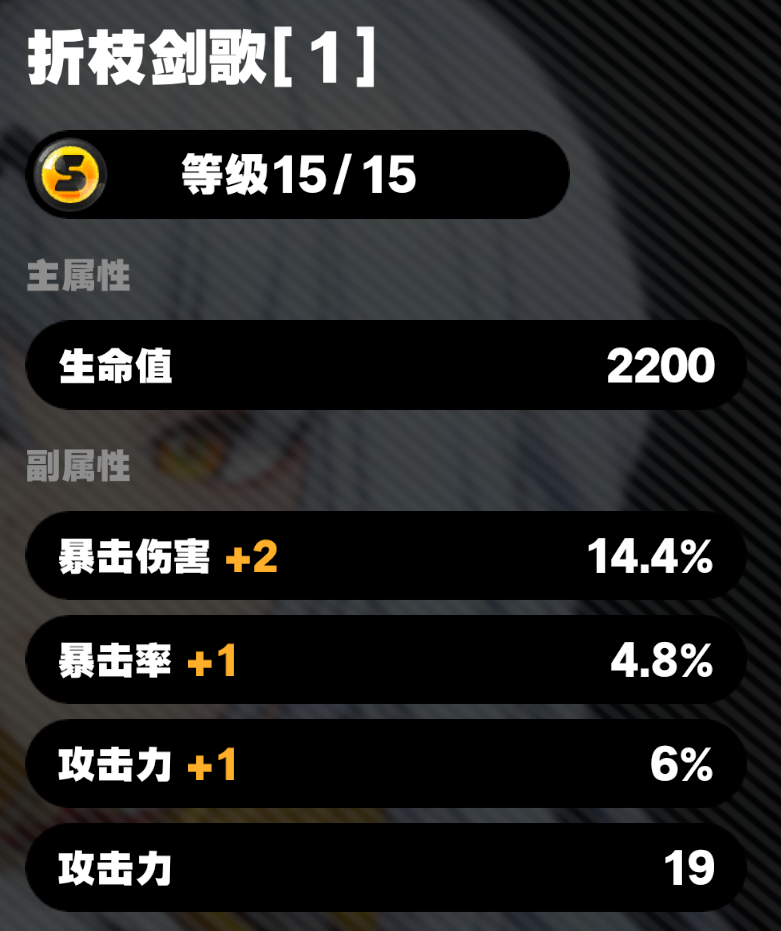 折枝剑歌[1]
S 等级15/15
主属性
生命值 2200
副属性
暴击伤害 +2 14.4%
暴击率 +1 4.8%
攻击力 +1 6%
攻击力 19